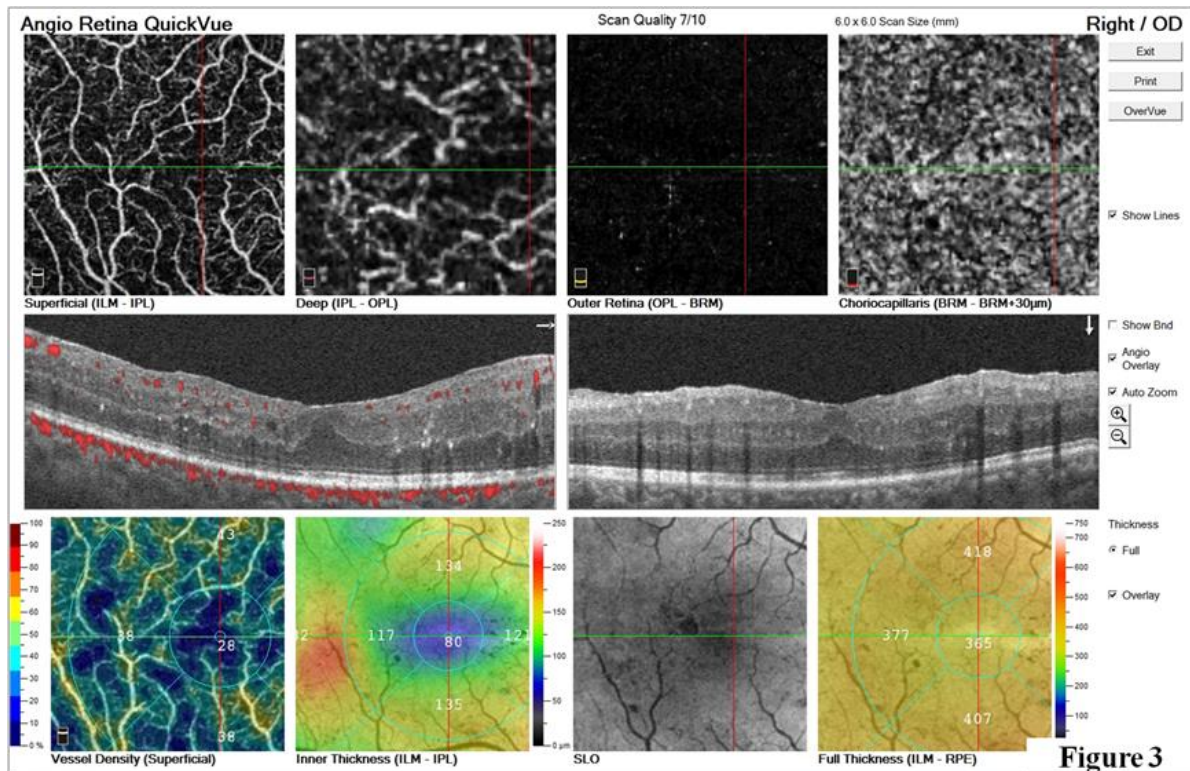 Angio Retina QuickVue
Scan Quality 7/10
6.0 x 6.0 Scan Size (mm)
Right / OD
Exit
Print
OverVue
Show Lines
Superficial (ILM - IPL)
Deep (IPL - OPL)
Outer Retina (OPL - BRM)
Choriocapillaris (BRM - BRM+30µm)
Show Bnd
Angio
Overlay
Auto Zoom
100
90
80
70
60
50
40
30
20
10
0 %
43
38
28
38
Vessel Density (Superficial)
134
117
80
121
135
Inner Thickness (ILM - IPL)
250
200
150
100
50
0 µm
SLO
418
377
365
407
Full Thickness (ILM - RPE)
750
700
600
500
400
300
200
100
Thickness
Full
Overlay
Figure 3